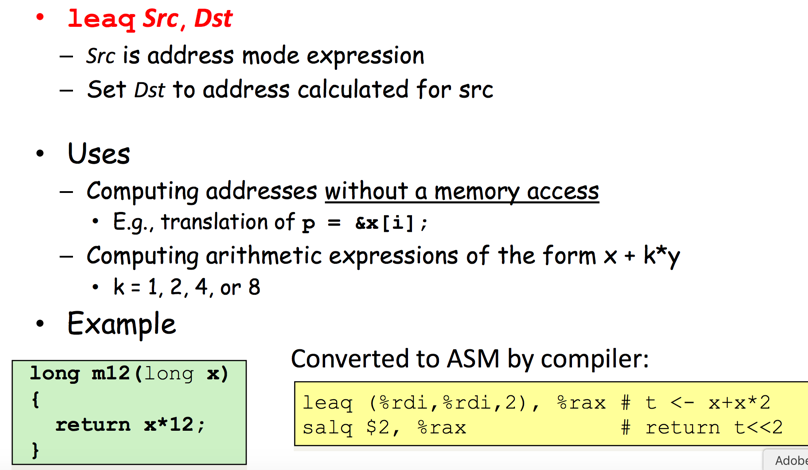 • leaq Src, Dst
– Src is address mode expression
– Set Dst to address calculated for src
• Uses
– Computing addresses without a memory access
• E.g., translation of p = &x[i];
– Computing arithmetic expressions of the form x + k*y
• k = 1, 2, 4, or 8
• Example
long m12(long x)
{
return x*12;
}
Converted to ASM by compiler:
leaq (%rdi,%rdi,2), %rax # t <- x+x*2
salq $2, %rax # return t<<2
Adobe